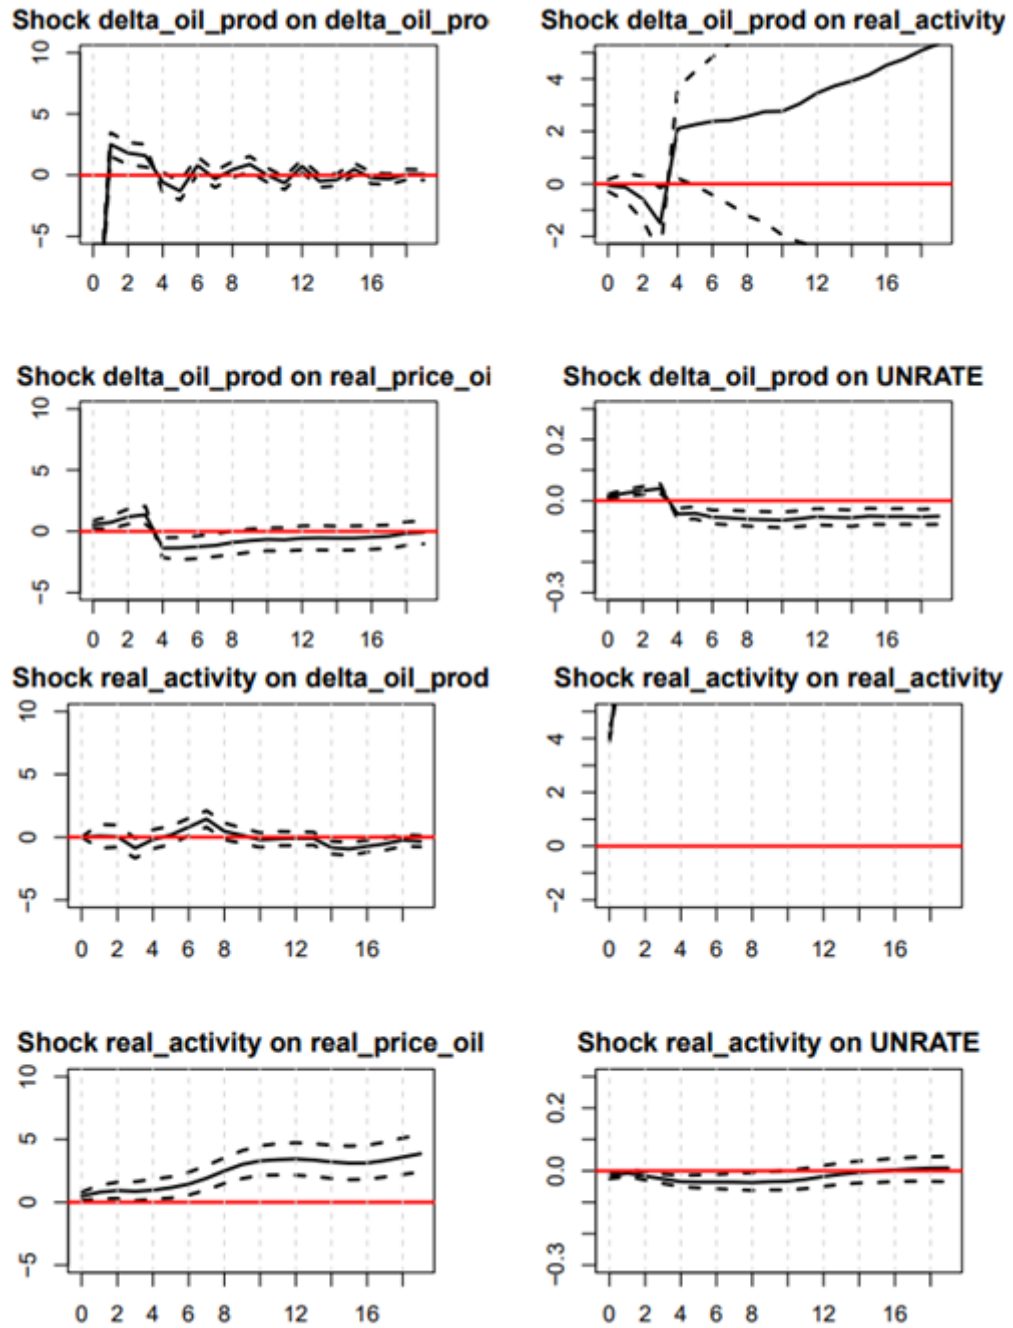 Shock delta_oil_prod on delta_oil_pro
10
5
0
−5
0 2 4 6 8 12 16
Shock delta_oil_prod on real_activity
4
2
0
−2
0 2 4 6 8 12 16
Shock delta_oil_prod on real_price_oi
10
5
0
−5
0 2 4 6 8 12 16
Shock delta_oil_prod on UNRATE
0.2
0.0
−0.3
0 2 4 6 8 12 16
Shock real_activity on delta_oil_prod
10
5
0
−5
0 2 4 6 8 12 16
Shock real_activity on real_activity
4
2
0
−2
0 2 4 6 8 12 16
Shock real_activity on real_price_oil
10
5
0
−5
0 2 4 6 8 12 16
Shock real_activity on UNRATE
0.2
0.0
−0.3
0 2 4 6 8 12 16